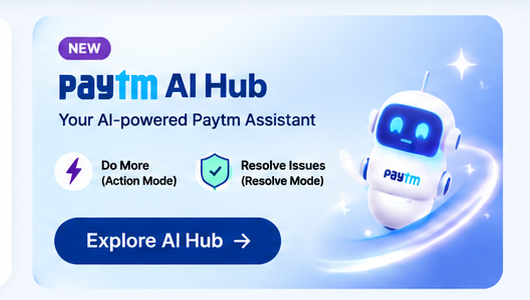 NEW
paytm AI Hub
Your AI-powered Paytm Assistant
Do More
(Action Mode)
Resolve Issues
(Resolve Mode)
paytm
Explore AI Hub →